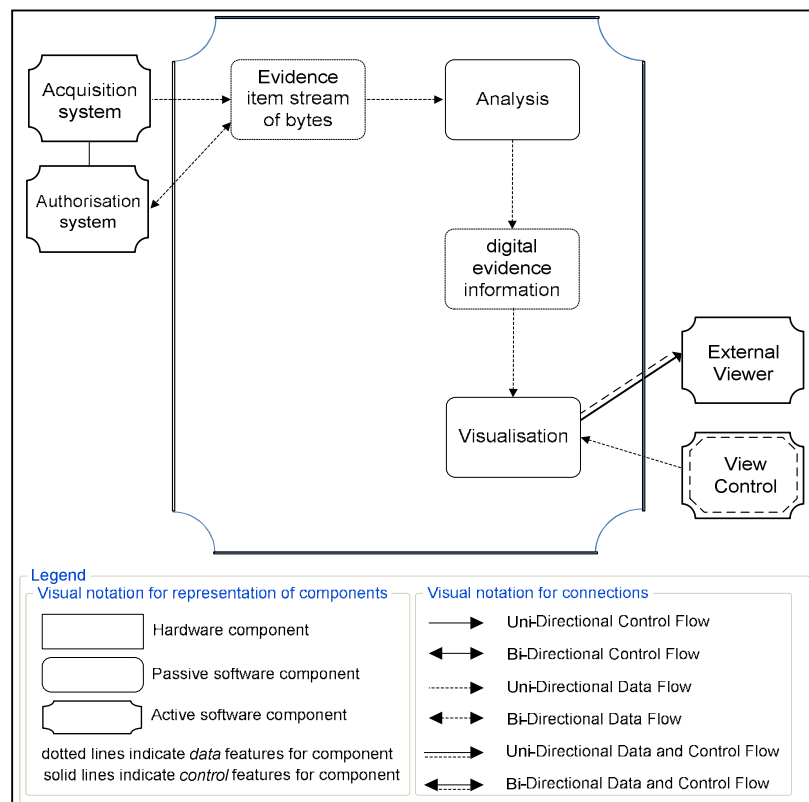 Acquisition
system
Evidence
item stream
of bytes
Analysis
Authorisation
system
digital
evidence
information
External
Viewer
Visualisation
View
Control
Legend
Visual notation for representation of components
Hardware component
Passive software component
Active software component
dotted lines indicate data features for component
solid lines indicate control features for component
Visual notation for connections
Uni-Directional Control Flow
Bi-Directional Control Flow
Uni-Directional Data Flow
Bi-Directional Data Flow
Uni-Directional Data and Control Flow
Bi-Directional Data and Control Flow